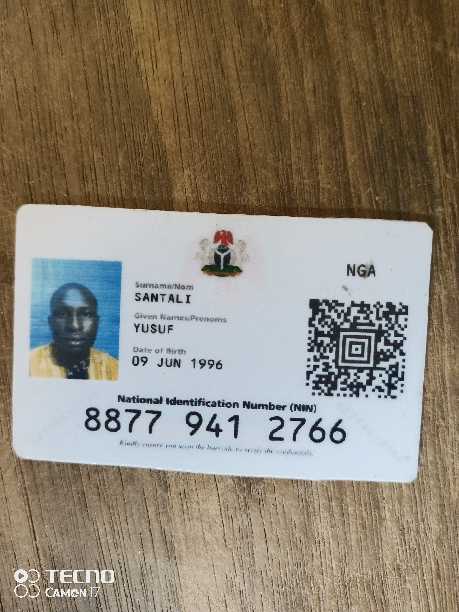 NGA
Surname/Nom
SANTALI
Given Names/Prenoms
YUSUF
Date of Birth
09 JUN 1996
National Identification Number (NIN)
8877 941 2766
Kindly ensure you scan the barcode to verify the credentials.
TECNO
CAMON 17